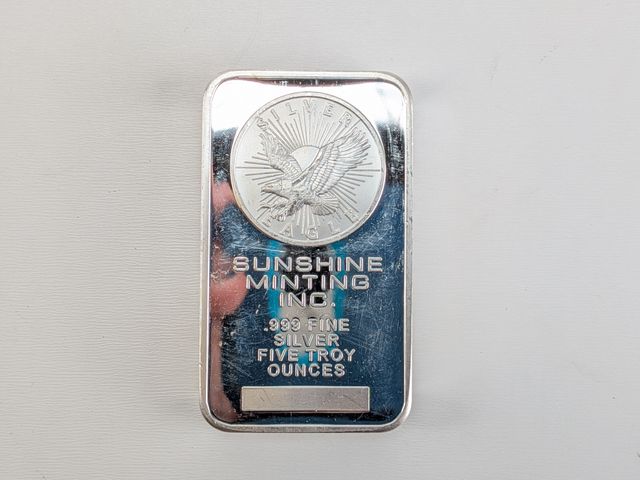 SILVER
EAGLE
SUNSHINE
MINTING
INC.
.999 FINE
SILVER
FIVE TROY
OUNCES